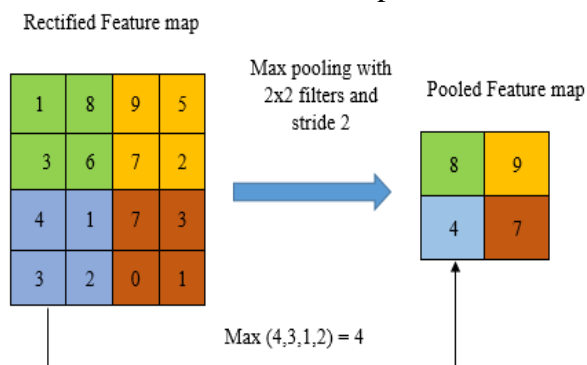 Rectified Feature map
Max pooling with
2x2 filters and
stride 2
Pooled Feature map
1 8 9 5
3 6 7 2
4 1 7 3
3 2 0 1
8 9
4 7
Max (4,3,1,2) = 4